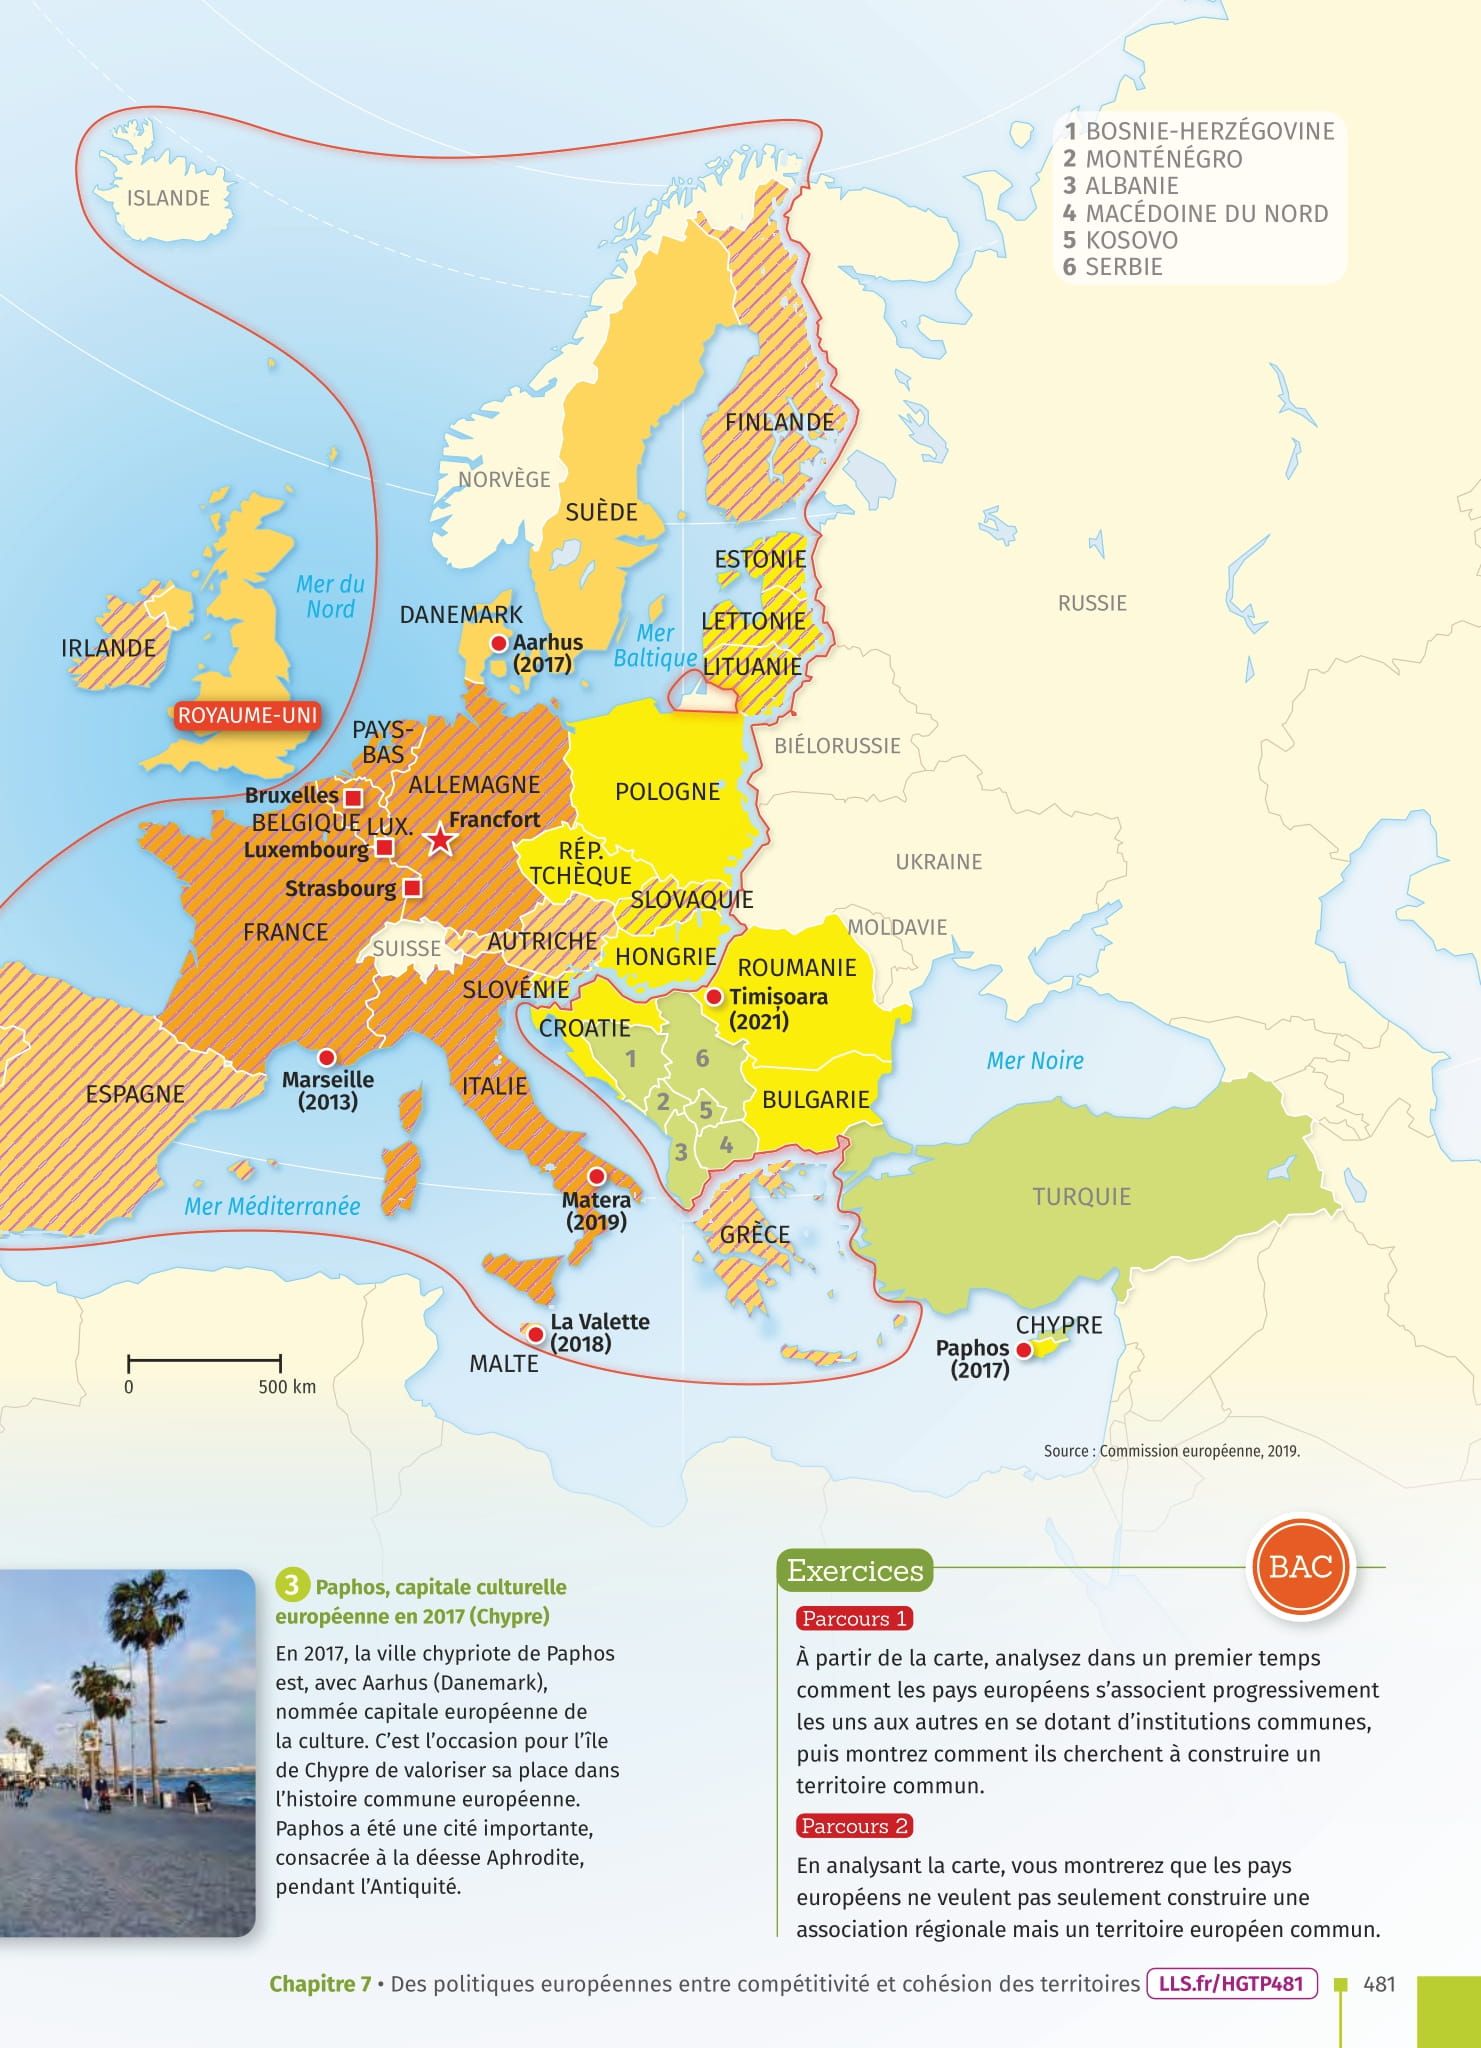 1 BOSNIE-HERZÉGOVINE
2 MONTÉNÉGRO
3 ALBANIE
4 MACÉDOINE DU NORD
5 KOSOVO
6 SERBIE
ISLANDE
FINLANDE
NORVÈGE
SUÈDE
ESTONIE
Mer du
Nord
RUSSIE
DANEMARK
LETTONIE
Aarhus
(2017)
Mer
Baltique
IRLANDE
LITUANIE
ROYAUME-UNI
PAYS-
BAS
BIÉLORUSSIE
ALLEMAGNE
POLOGNE
Bruxelles
BELGIQUE
LUX.
Francfort
Luxembourg
RÉP.
TCHÈQUE
UKRAINE
Strasbourg
SLOVAQUIE
FRANCE
SUISSE
AUTRICHE
MOLDAVIE
HONGRIE
ROUMANIE
SLOVÉNIE
Timișoara
(2021)
CROATIE
1
6
Mer Noire
Marseille
(2013)
ESPAGNE
ITALIE
2
5
BULGARIE
3
4
Mer Méditerranée
Matera
(2019)
TURQUIE
GRÈCE
La Valette
(2018)
MALTE
CHYPRE
Paphos
(2017)
0
500 km
Source : Commission européenne, 2019.
3 Paphos, capitale culturelle
européenne en 2017 (Chypre)
En 2017, la ville chypriote de Paphos
est, avec Aarhus (Danemark),
nommée capitale européenne de
la culture. C’est l’occasion pour l’île
de Chypre de valoriser sa place dans
l’histoire commune européenne.
Paphos a été une cité importante,
consacrée à la déesse Aphrodite,
pendant l’Antiquité.
Exercices
BAC
Parcours 1
À partir de la carte, analysez dans un premier temps
comment les pays européens s’associent progressivement
les uns aux autres en se dotant d’institutions communes,
puis montrez comment ils cherchent à construire un
territoire commun.
Parcours 2
En analysant la carte, vous montrerez que les pays
européens ne veulent pas seulement construire une
association régionale mais un territoire européen commun.
Chapitre 7 • Des politiques européennes entre compétitivité et cohésion des territoires LLS.fr/HGTP481 481